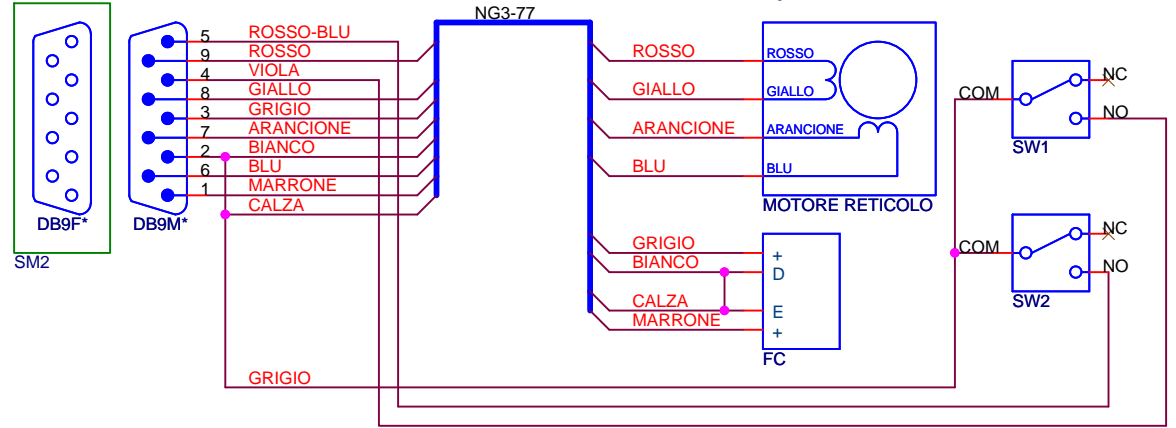 NG3-77
5 ROSSO-BLU
9 ROSSO
4 VIOLA
8 GIALLO
3 GRIGIO
7 ARANCIONE
2 BIANCO
6 BLU
1 MARRONE
CALZA
DB9F*
DB9M*
SM2
GRIGIO
ROSSO
GIALLO
ARANCIONE
BLU
ROSSO
GIALLO
ARANCIONE
BLU
MOTORE RETICOLO
GRIGIO
BIANCO
CALZA
MARRONE
+
D
E
+
FC
COM
NC
NO
SW1
COM
NC
NO
SW2